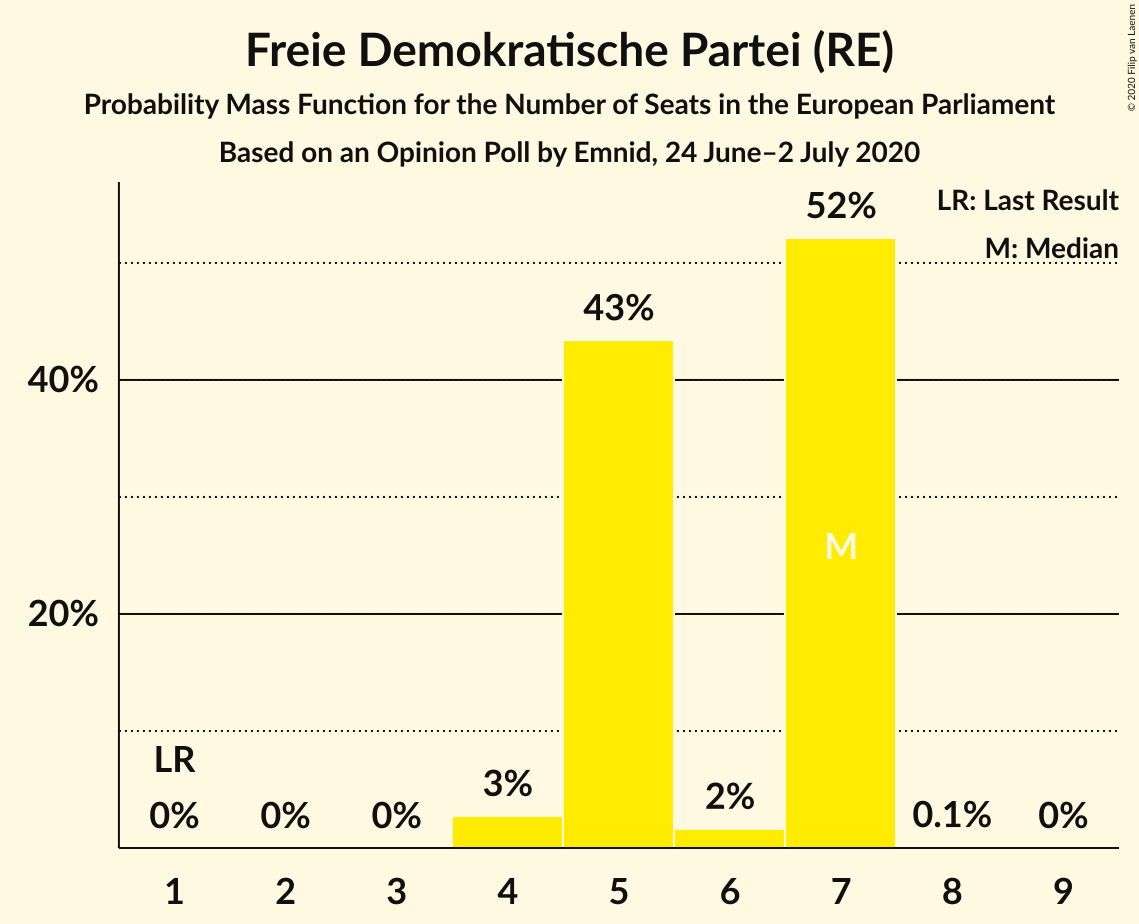 Freie Demokratische Partei (RE)
Probability Mass Function for the Number of Seats in the European Parliament
Based on an Opinion Poll by Emnid, 24 June–2 July 2020
© 2020 Filip van Laenen
LR: Last Result
M: Median
52%
43%
40%
M
20%
LR
0%
0%
0%
3%
2%
0.1%
0%
1 2 3 4 5 6 7 8 9